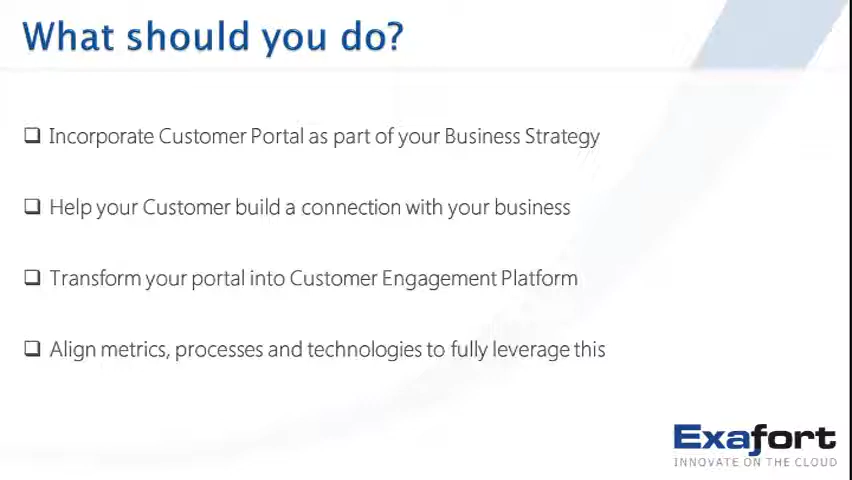 What should you do?
Incorporate Customer Portal as part of your Business Strategy
Help your Customer build a connection with your business
Transform your portal into Customer Engagement Platform
Align metrics, processes and technologies to fully leverage this
Exafort
INNOVATE ON THE CLOUD